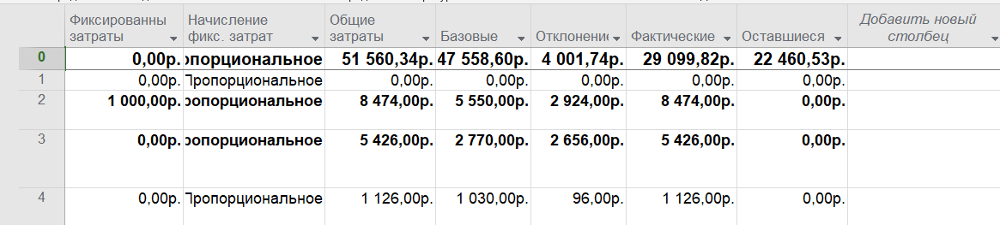 Фиксированны затраты Начисление фикс. затрат Общие затраты Базовые Отклонение Фактические Оставшиеся Добавить новый столбец
0 0,00р. опорциональное 51 560,34р. 47 558,60р. 4 001,74р. 29 099,82р. 22 460,53р.
1 0,00р. Пропорциональное 0,00р. 0,00р. 0,00р. 0,00р. 0,00р.
2 1 000,00р. ропорциональное 8 474,00р. 5 550,00р. 2 924,00р. 8 474,00р. 0,00р.
3 0,00р. ропорциональное 5 426,00р. 2 770,00р. 2 656,00р. 5 426,00р. 0,00р.
4 0,00р. Пропорциональное 1 126,00р. 1 030,00р. 96,00р. 1 126,00р. 0,00р.